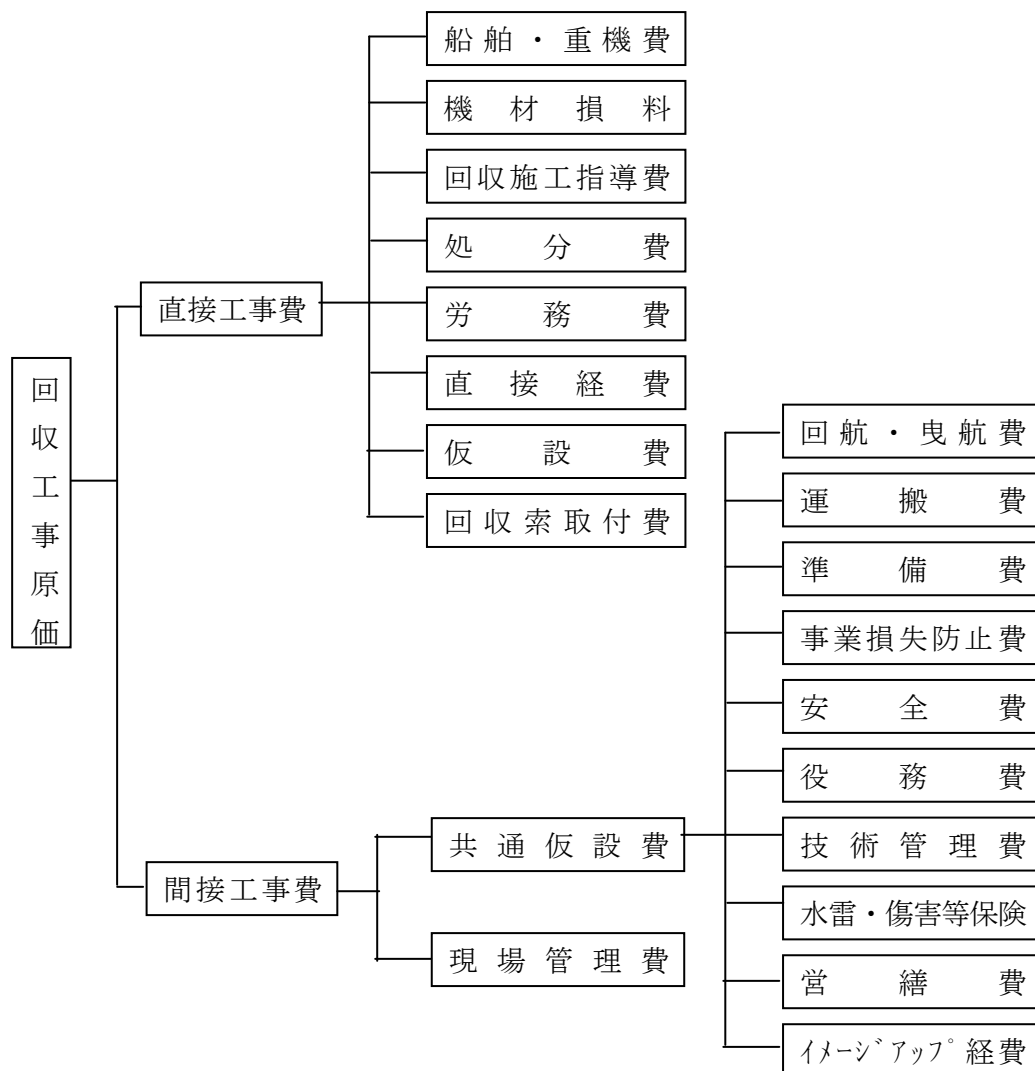 回収工事原価
直接工事費
船舶・重機費
機材損料
回収施工指導費
処分費
労務費
直接経費
仮設費
回収索取付費
間接工事費
共通仮設費
回航・曳航費
運搬費
準備費
事業損失防止費
安全費
役務費
技術管理費
水雷・傷害等保険
営繕費
ｲﾒｰｼﾞｱｯﾌﾟ経費
現場管理費